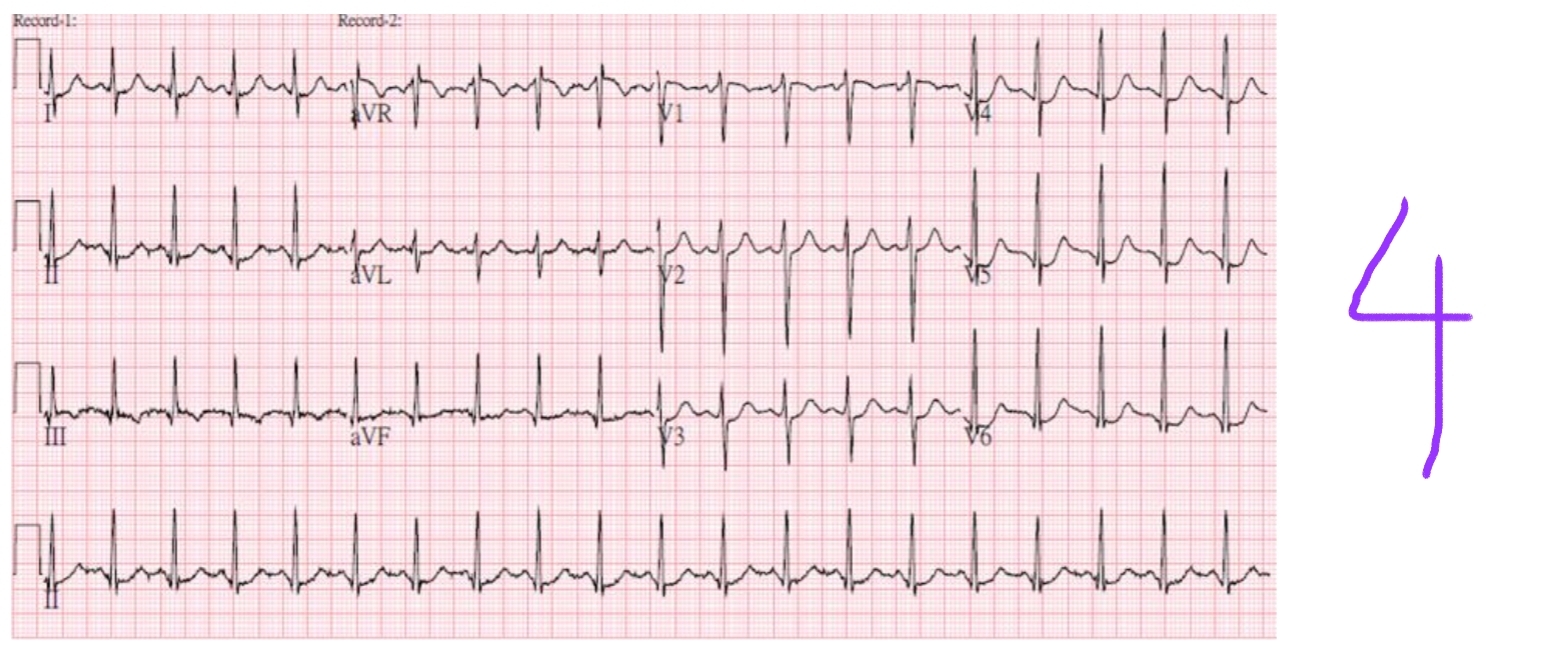 Record-1: Record-2:
I aVR V1 V4
II aVL V2 V5
III aVF V3 V6
II
4